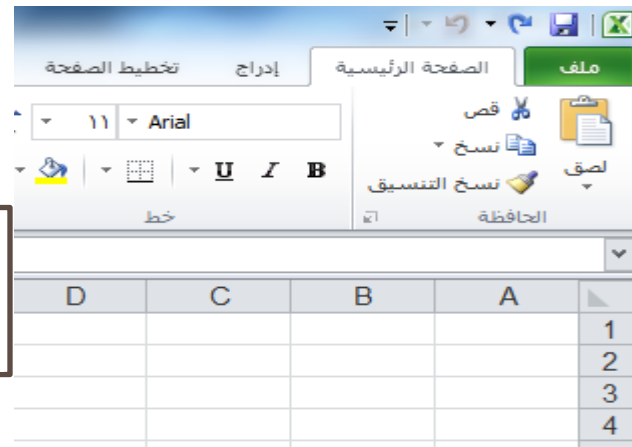 ملف الصفحة الرئيسية إدراج تخطيط الصفحة
قص
نسخ
نسخ التنسيق
لصق
الحافظة
Arial ١١
B I U
خط
A B C D
1
2
3
4